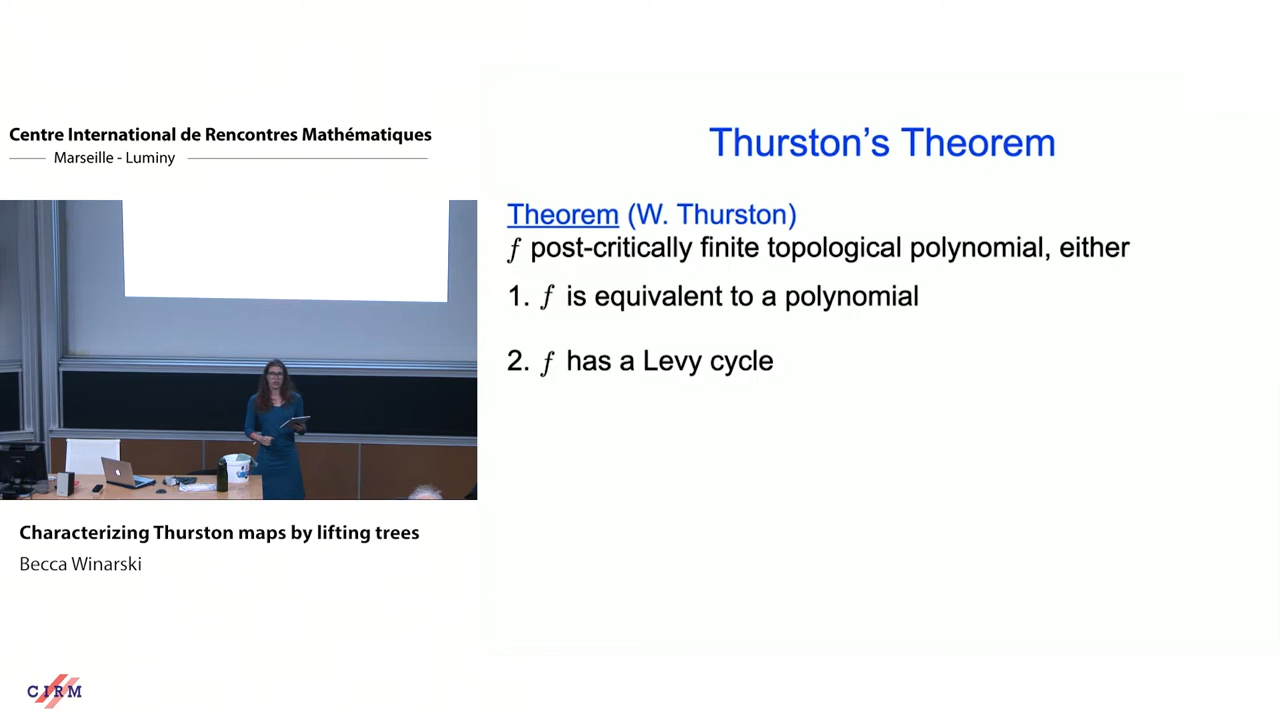 Centre International de Rencontres Mathématiques
Marseille - Luminy
Thurston's Theorem
Theorem (W. Thurston)
f post-critically finite topological polynomial, either
1. f is equivalent to a polynomial
2. f has a Levy cycle
Characterizing Thurston maps by lifting trees
Becca Winarski
CIRM